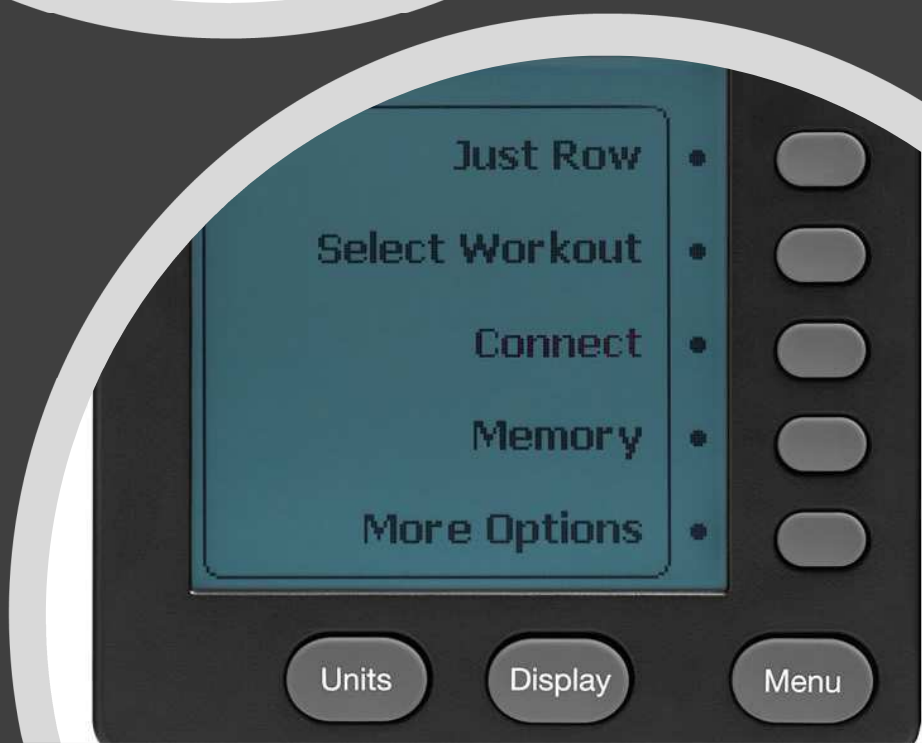 Just Row
Select Workout
Connect
Memory
More Options
Units
Display
Menu